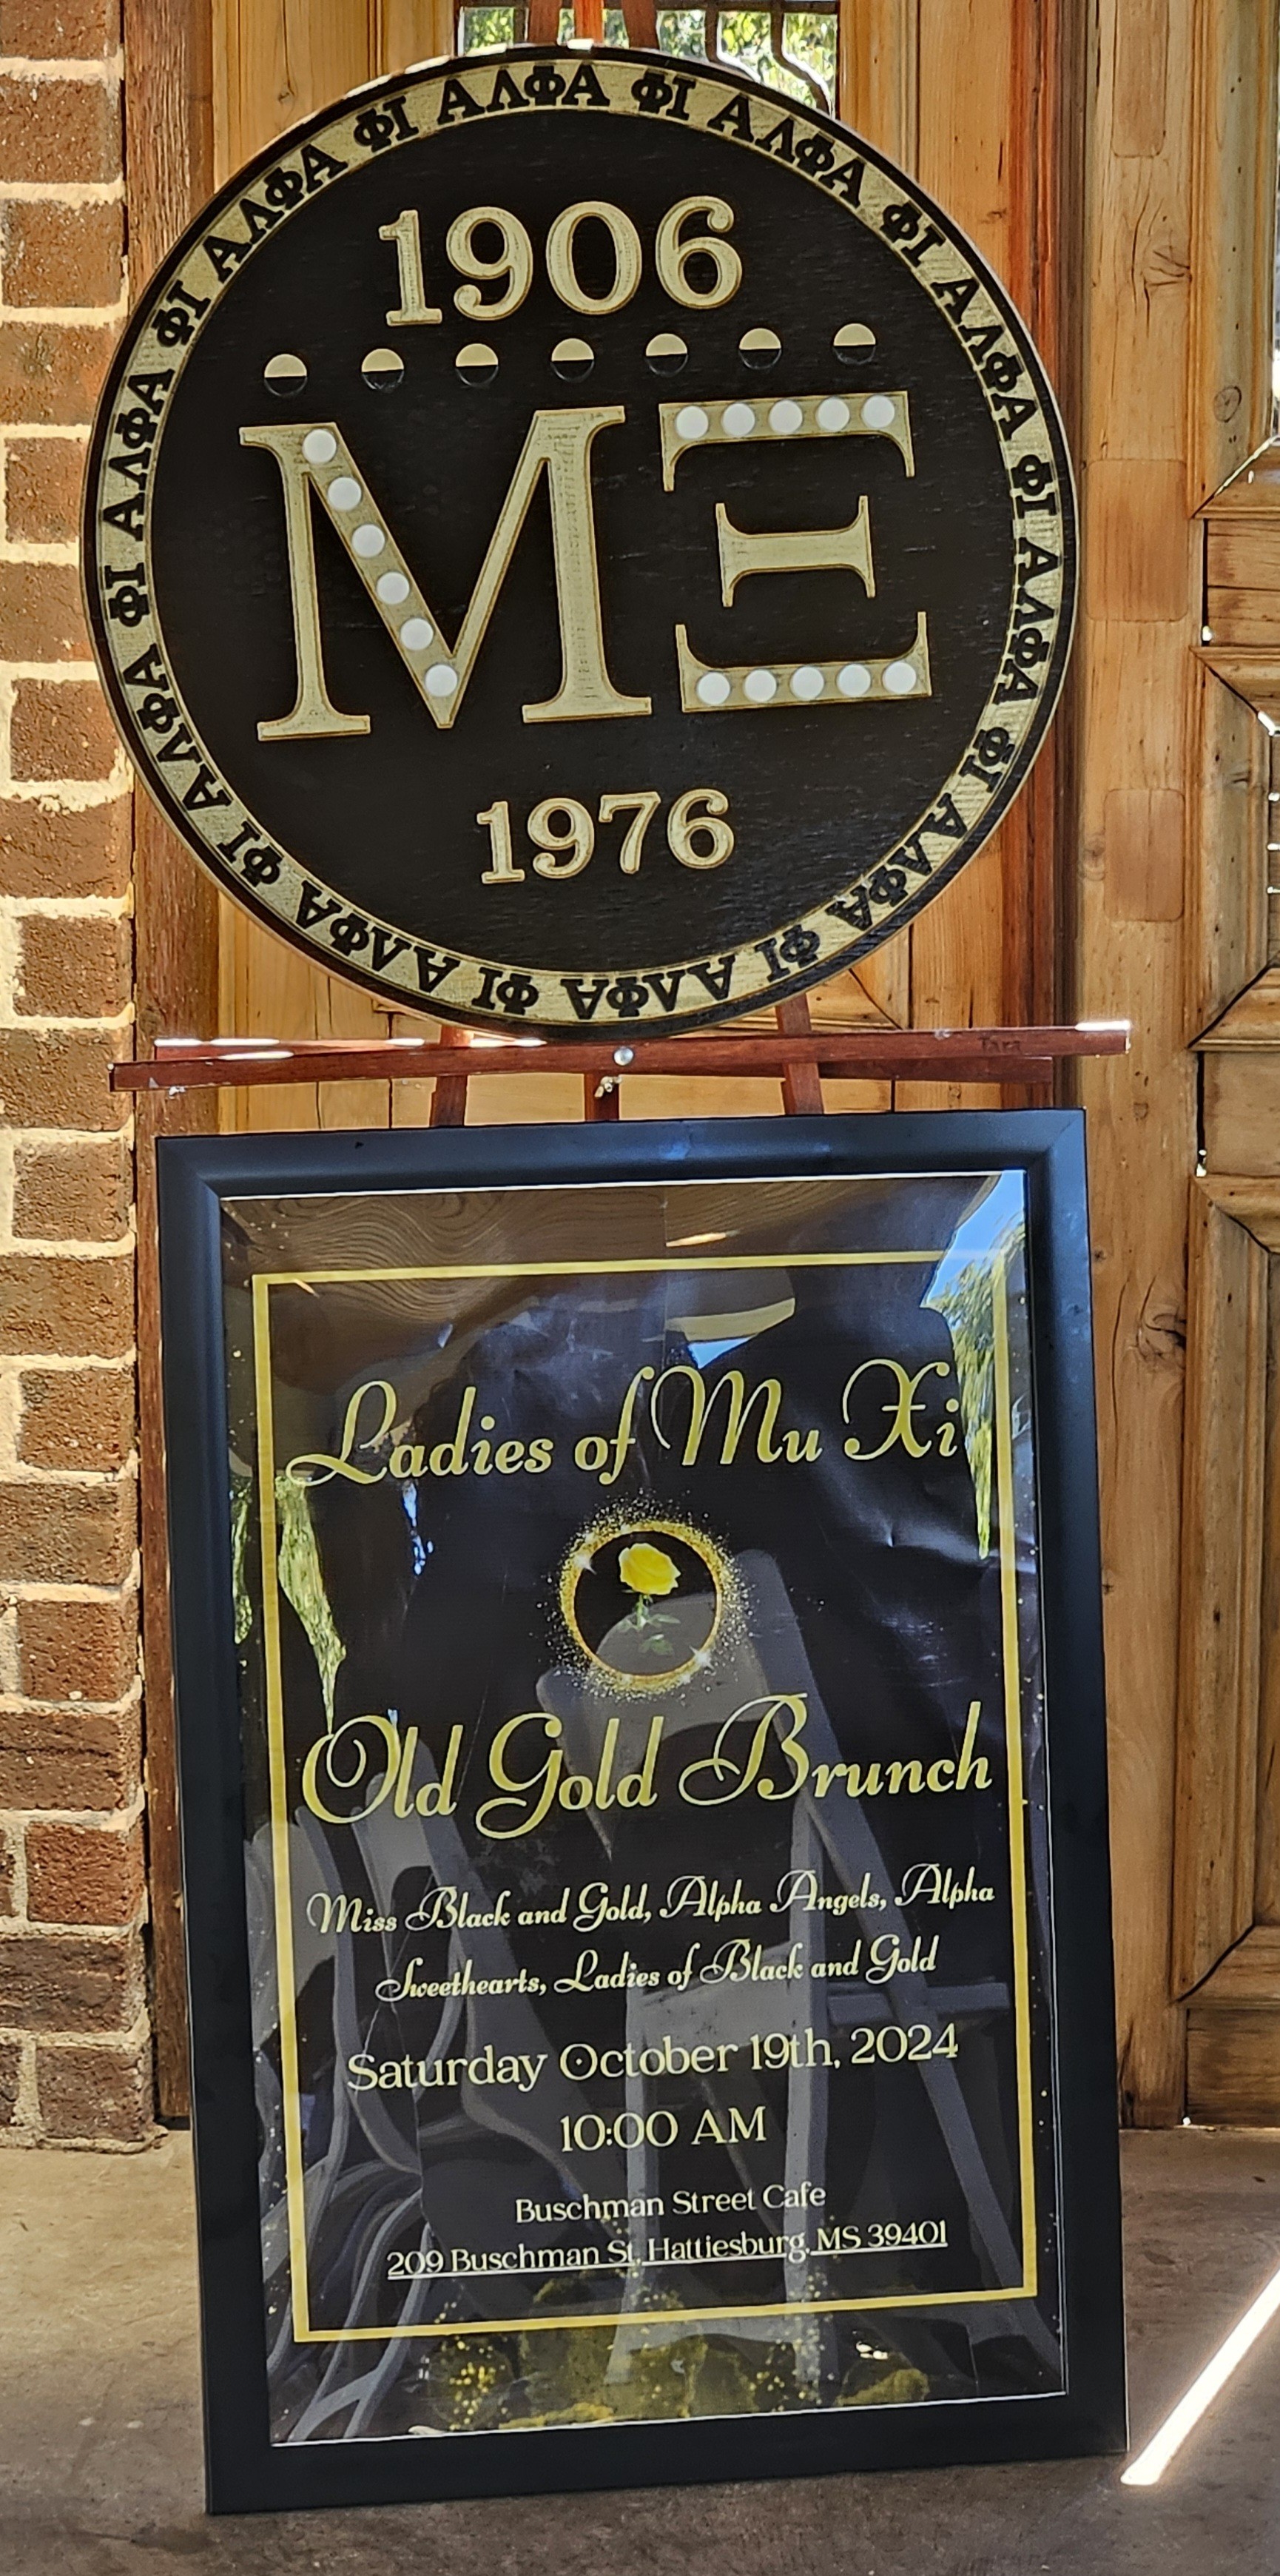 ΑΛΦΑ ΦΙ ΑΛΦΑ ΦΙ ΑΛΦΑ ΦΙ ΑΛΦΑ ΦΙ ΑΛΦΑ ΦΙ ΑΛΦΑ ΦΙ ΑΛΦΑ ΦΙ ΑΛΦΑ ΦΙ ΑΛΦΑ ΦΙ ΑΛΦΑ ΦΙ
1906
ΜΞ
1976
Ladies of Mu Xi
Old Gold Brunch
Miss Black and Gold, Alpha Angels, Alpha
Sweethearts, Ladies of Black and Gold
Saturday October 19th, 2024
10:00 AM
Buschman Street Cafe
209 Buschman St, Hattiesburg, MS 39401